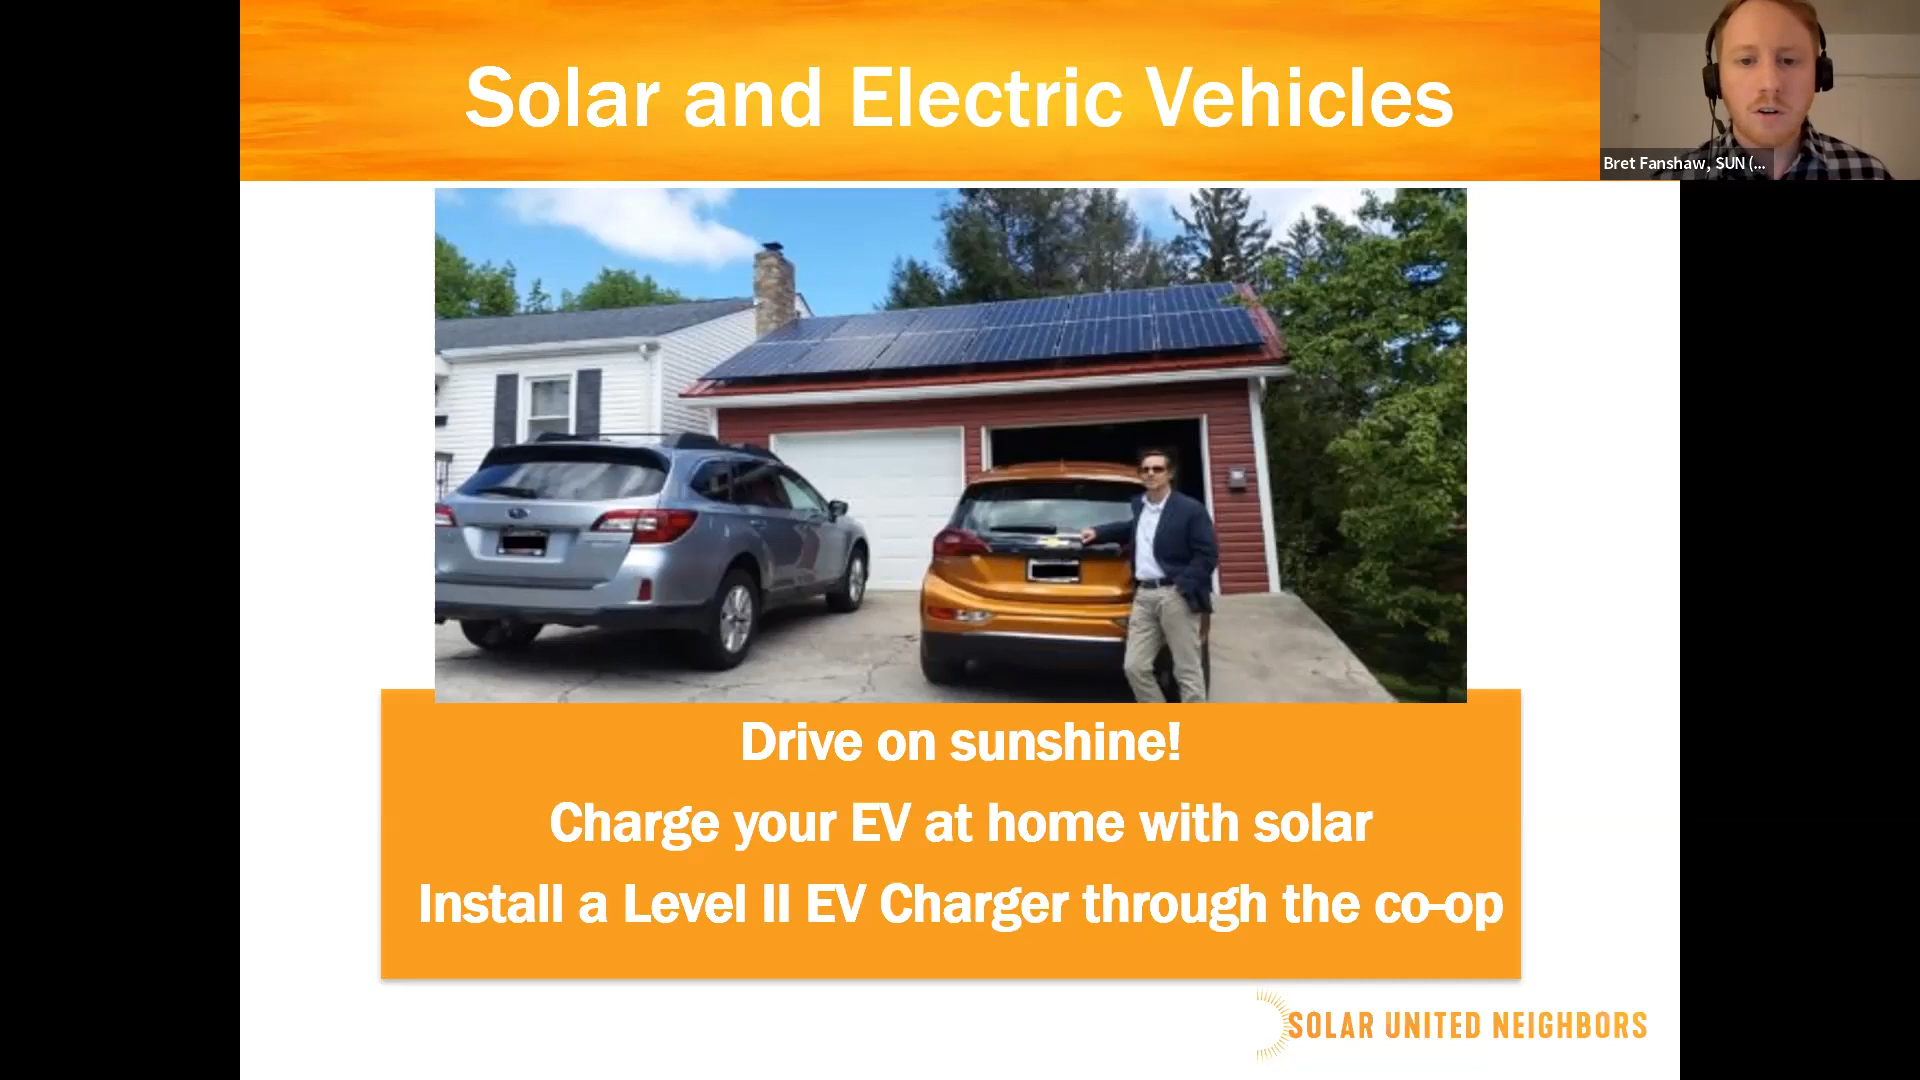 Solar and Electric Vehicles
Bret Fanshaw, SUN (...
Drive on sunshine!
Charge your EV at home with solar
Install a Level II EV Charger through the co-op
SOLAR UNITED NEIGHBORS